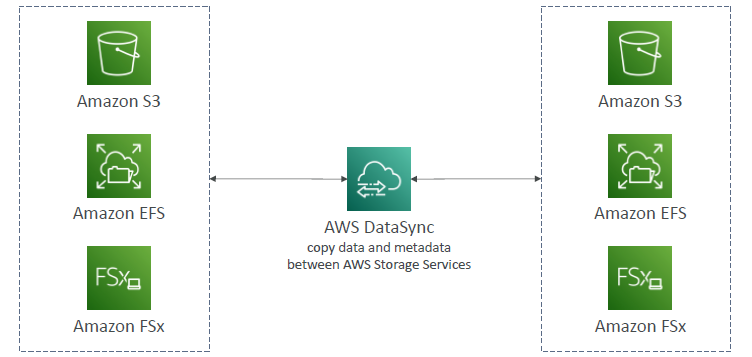 Amazon S3
Amazon EFS
FSx
Amazon FSx
AWS DataSync
copy data and metadata
between AWS Storage Services
Amazon S3
Amazon EFS
FSx
Amazon FSx